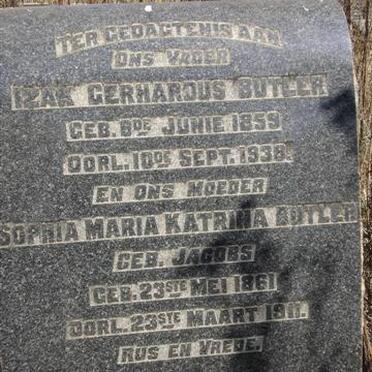 TER GEDAGTENIS AAN
ONS VADER
IZAK GERHARDUS BUTLER
GEB. 6DE JUNIE 1859
OORL. 10DE SEPT. 1938.
EN ONS MOEDER
SOPHIA MARIA KATRINA BUTLER
GEB. JACOBS
GEB. 23STE MEI 1861
OORL. 23STE MAART 1911.
RUS EN VREDE.